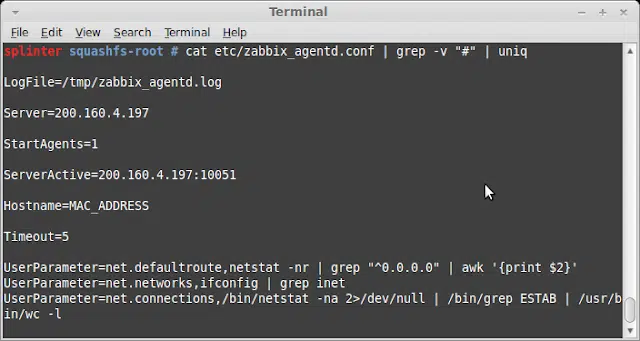 Terminal
File Edit View Search Terminal Help
splinter squashfs-root # cat etc/zabbix_agentd.conf | grep -v "#" | uniq
LogFile=/tmp/zabbix_agentd.log
Server=200.160.4.197
StartAgents=1
ServerActive=200.160.4.197:10051
Hostname=MAC_ADDRESS
Timeout=5
UserParameter=net.defaultroute,netstat -nr | grep "^0.0.0.0" | awk '{print $2}'
UserParameter=net.networks,ifconfig | grep inet
UserParameter=net.connections,/bin/netstat -na 2>/dev/null | /bin/grep ESTAB | /usr/b
in/wc -l